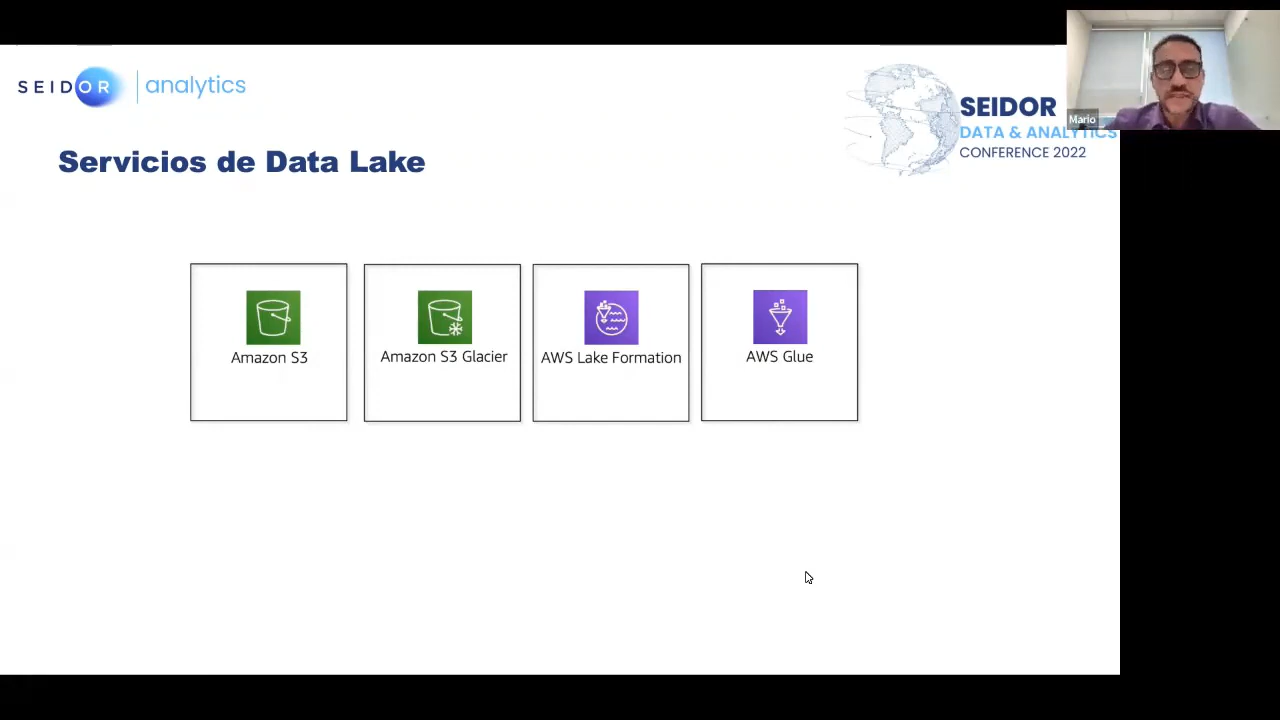 SEIDOR analytics
SEIDOR
DATA & ANALYTICS
CONFERENCE 2022
Mario
Servicios de Data Lake
Amazon S3
Amazon S3 Glacier
AWS Lake Formation
AWS Glue